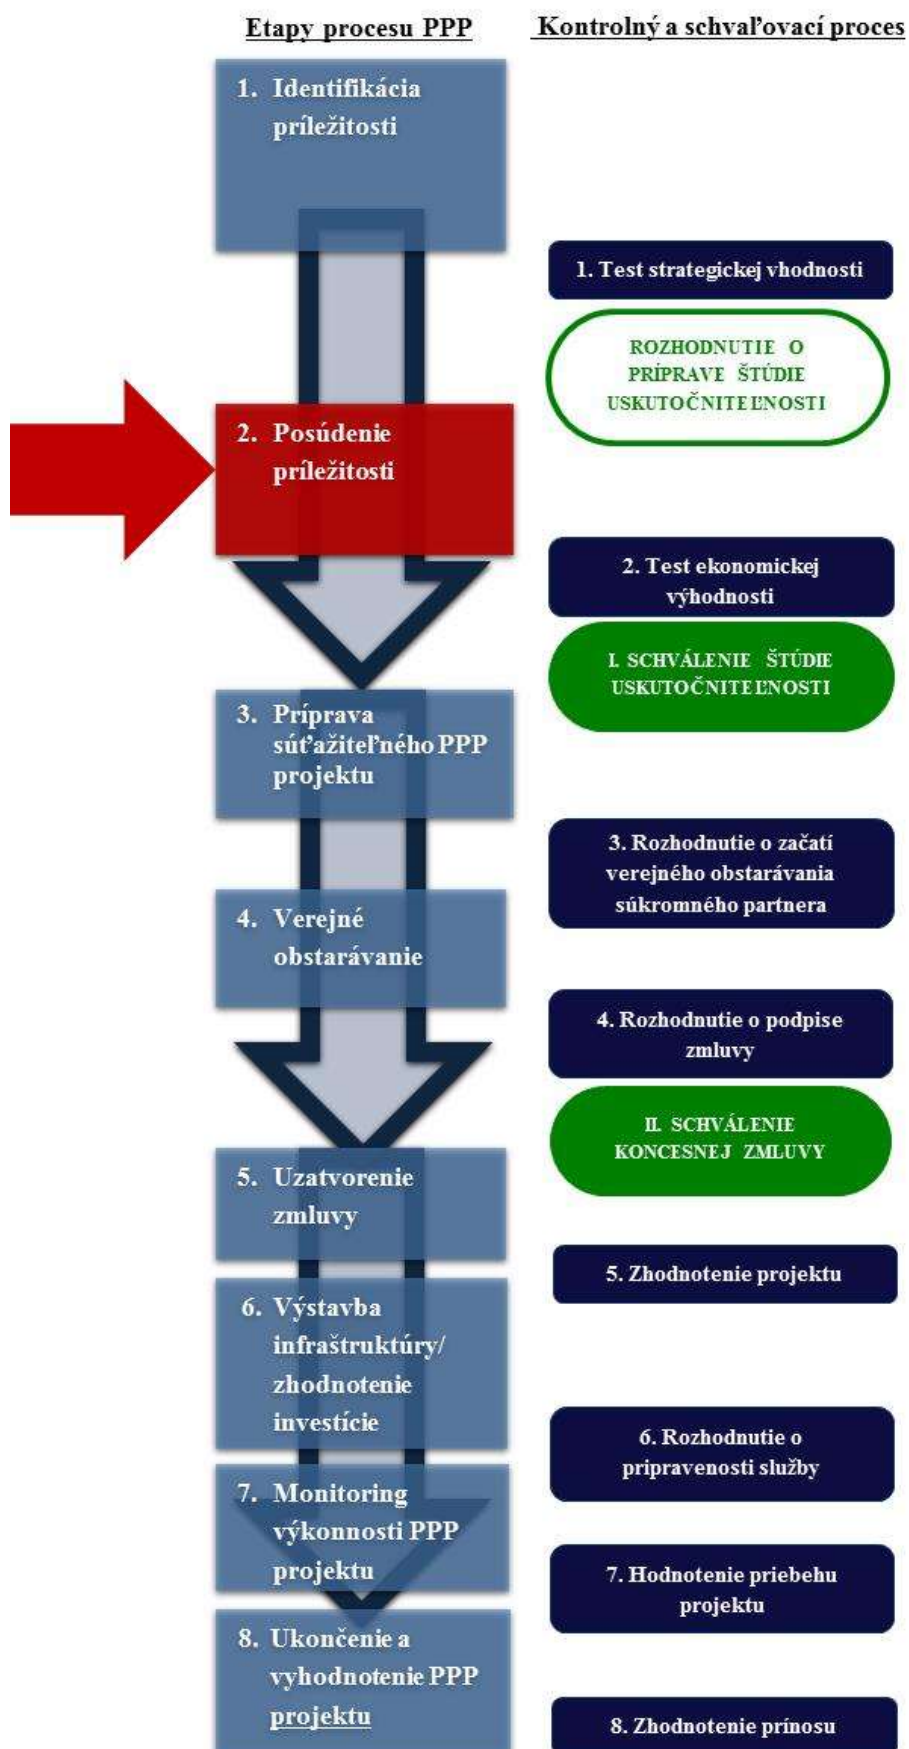 Etapy procesu PPP
Kontrolný a schvaľovací proces
1. Identifikácia
príležitosti
1. Test strategickej vhodnosti
ROZHODNUTIE O
PRÍPRAVE ŠTÚDIE
USKUTOČNITEĽNOSTI
2. Posúdenie
príležitosti
2. Test ekonomickej
výhodnosti
I. SCHVÁLENIE ŠTÚDIE
USKUTOČNITEĽNOSTI
3. Príprava
súťažiteľného PPP
projektu
3. Rozhodnutie o začatí
verejného obstarávania
súkromného partnera
4. Verejné
obstarávanie
4. Rozhodnutie o podpise
zmluvy
II. SCHVÁLENIE
KONCESNEJ ZMLUVY
5. Uzatvorenie
zmluvy
5. Zhodnotenie projektu
6. Výstavba
infraštruktúry/
zhodnotenie
investície
6. Rozhodnutie o
pripravenosti služby
7. Monitoring
výkonnosti PPP
projektu
7. Hodnotenie priebehu
projektu
8. Ukončenie a
vyhodnotenie PPP
projektu
8. Zhodnotenie prínosu